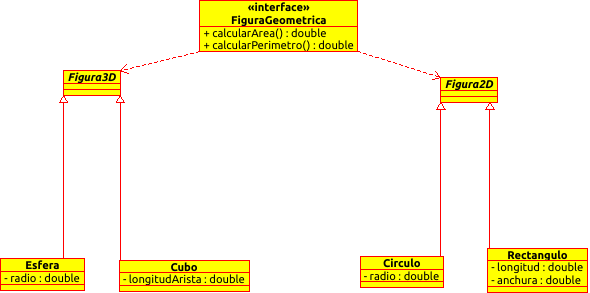 «interface»
FiguraGeometrica
+ calcularArea() : double
+ calcularPerimetro() : double
Figura3D
Figura2D
Esfera
- radio : double
Cubo
- longitudArista : double
Circulo
- radio : double
Rectangulo
- longitud : double
- anchura : double